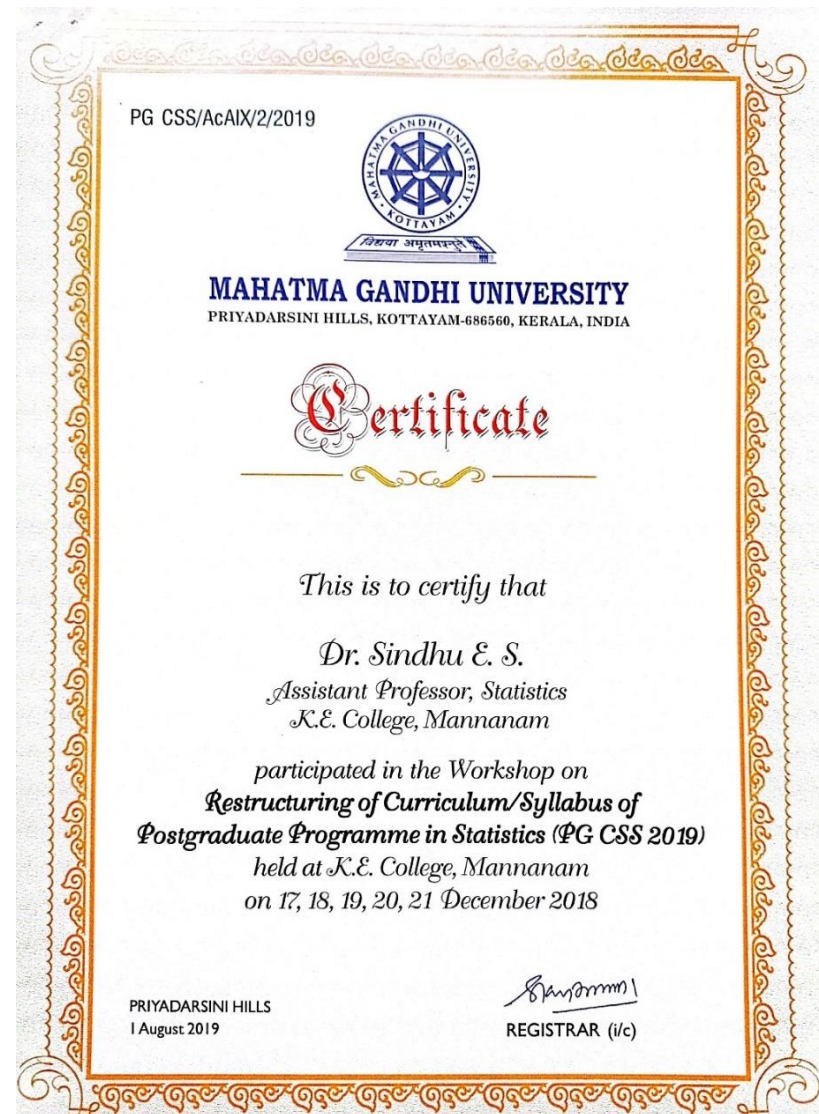 PG CSS/AcAIX/2/2019
MAHATMA GANDHI UNIVERSITY
KOTTAYAM
विद्यया अमृतमश्नुते
MAHATMA GANDHI UNIVERSITY
PRIYADARSINI HILLS, KOTTAYAM-686560, KERALA, INDIA
Certificate
This is to certify that
Dr. Sindhu E. S.
Assistant Professor, Statistics
K.E. College, Mannanam
participated in the Workshop on
Restructuring of Curriculum/Syllabus of
Postgraduate Programme in Statistics (PG CSS 2019)
held at K.E. College, Mannanam
on 17, 18, 19, 20, 21 December 2018
PRIYADARSINI HILLS
1 August 2019
REGISTRAR (i/c)